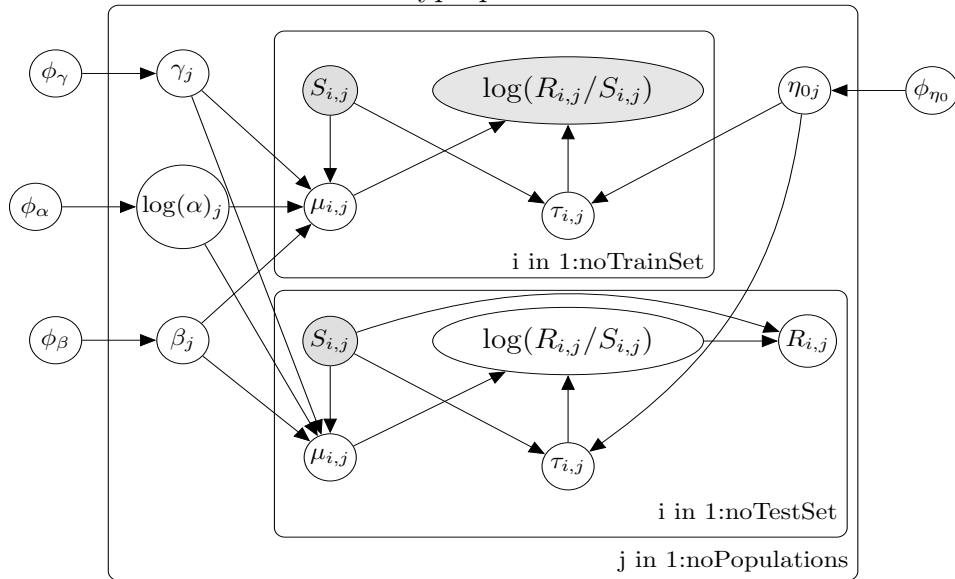 ϕγ
γj
Si,j
log(Ri,j/Si,j)
η0j
ϕη0
ϕα
log(α)j
μi,j
τi,j
i in 1:noTrainSet
ϕβ
βj
Si,j
log(Ri,j/Si,j)
Ri,j
μi,j
τi,j
i in 1:noTestSet
j in 1:noPopulations